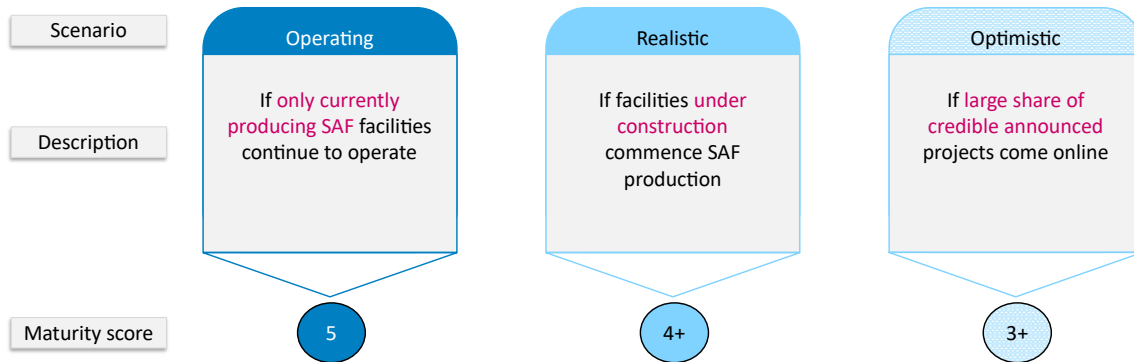 Scenario
Operating
Realistic
Optimistic
Description
If only currently
producing SAF facilities
continue to operate
If facilities under
construction
commence SAF
production
If large share of
credible announced
projects come online
Maturity score
5
4+
3+